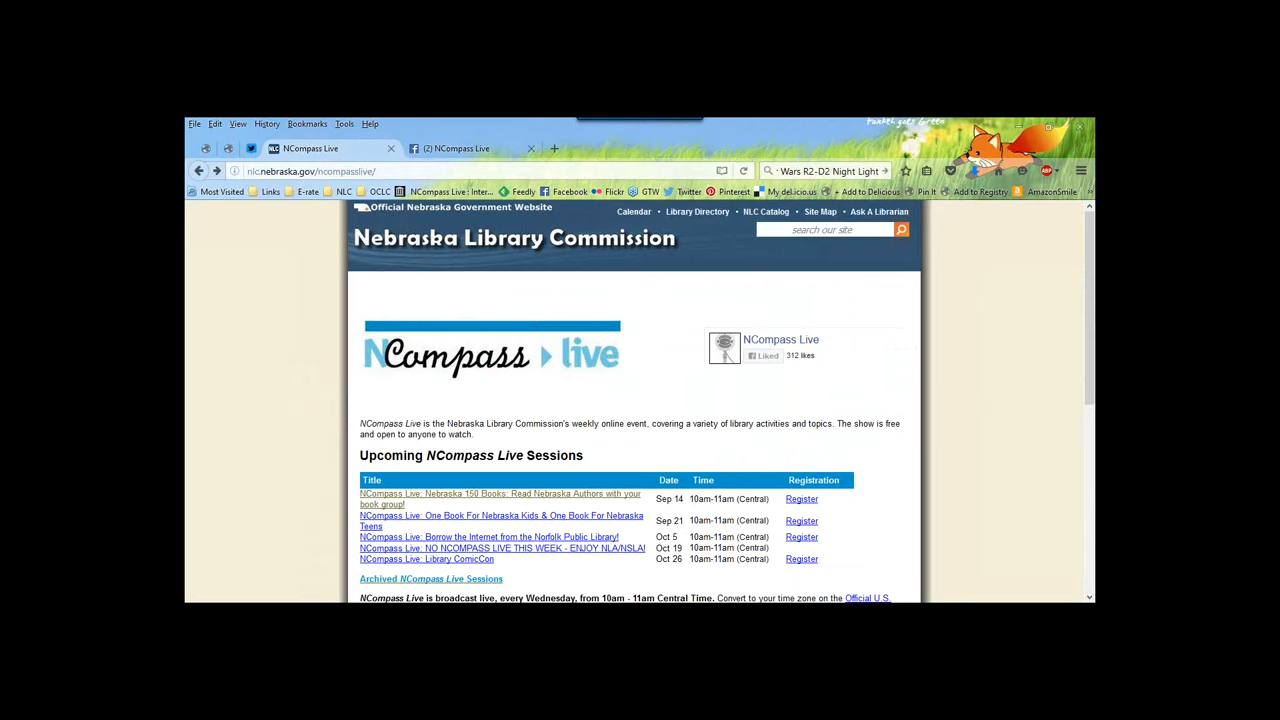 File Edit View History Bookmarks Tools Help
NCompass Live (2) NCompass Live
nlc.nebraska.gov/ncompasslive/ Wars R2-D2 Night Light
Most Visited Links E-rate NLC OCLC NCompass Live : Inter... Feedly Facebook Flickr GTW Twitter Pinterest My del.icio.us + Add to Delicious Pin It Add to Registry AmazonSmile
Official Nebraska Government Website
Calendar • Library Directory • NLC Catalog • Site Map • Ask A Librarian
Nebraska Library Commission
search our site
NCompass live
NCompass Live
Liked 312 likes
NCompass Live is the Nebraska Library Commission's weekly online event, covering a variety of library activities and topics. The show is free
and open to anyone to watch.
Upcoming NCompass Live Sessions
Title Date Time Registration
NCompass Live: Nebraska 150 Books: Read Nebraska Authors with your
book group! Sep 14 10am-11am (Central) Register
NCompass Live: One Book For Nebraska Kids & One Book For Nebraska
Teens Sep 21 10am-11am (Central) Register
NCompass Live: Borrow the Internet from the Norfolk Public Library! Oct 5 10am-11am (Central) Register
NCompass Live: NO NCOMPASS LIVE THIS WEEK - ENJOY NLA/NSLA! Oct 19 10am-11am (Central)
NCompass Live: Library ComicCon Oct 26 10am-11am (Central) Register
Archived NCompass Live Sessions
NCompass Live is broadcast live, every Wednesday, from 10am - 11am Central Time. Convert to your time zone on the Official U.S.